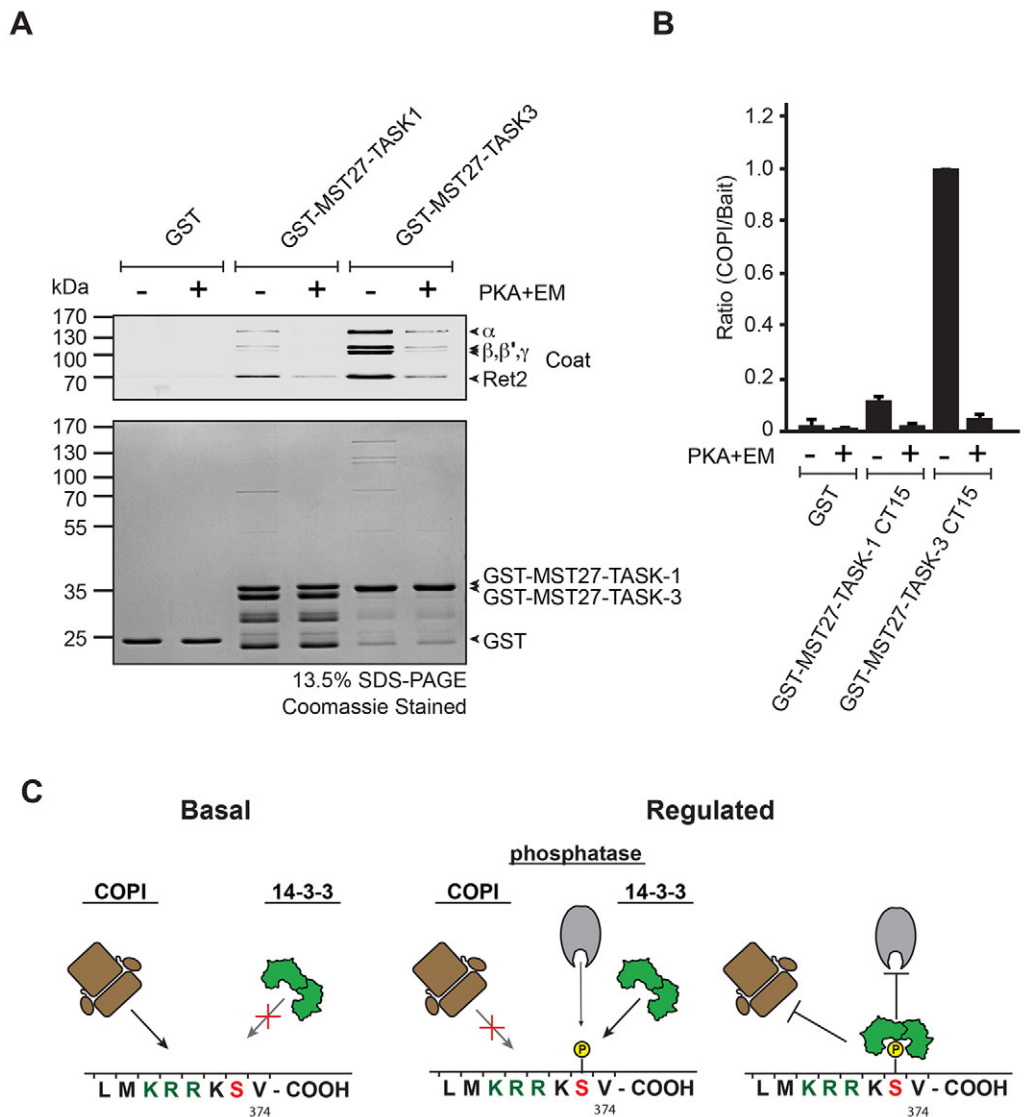 A
GST
GST-MST27-TASK1
GST-MST27-TASK3
kDa
- + - + - + PKA+EM
170
130
100
70
α
β,β',γ
Ret2
Coat
170
130
100
70
55
35
25
GST-MST27-TASK-1
GST-MST27-TASK-3
GST
13.5% SDS-PAGE
Coomassie Stained
B
Ratio (COPI/Bait)
1.2
1.0
0.8
0.6
0.4
0.2
0
PKA+EM - + - + - +
GST
GST-MST27-TASK-1 CT15
GST-MST27-TASK-3 CT15
C
Basal
Regulated
COPI
14-3-3
COPI
phosphatase
14-3-3
P
P
L M K R R K S V - COOH
374
L M K R R K S V - COOH
374
L M K R R K S V - COOH
374